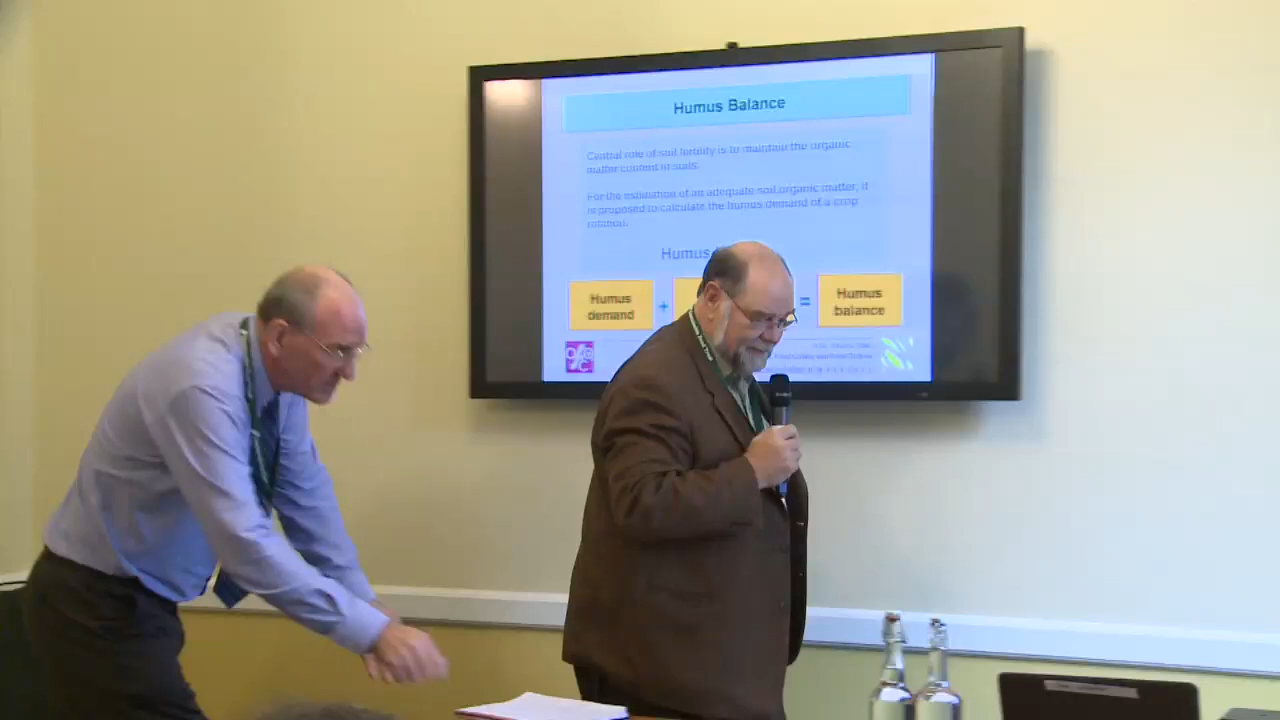 Humus Balance
Central role of soil fertility is to maintain the organic
matter content in soils.
For the estimation of an adequate soil organic matter, it
is proposed to calculate the humus demand of a crop
rotation.
Humus
Humus
demand
+
=
Humus
balance